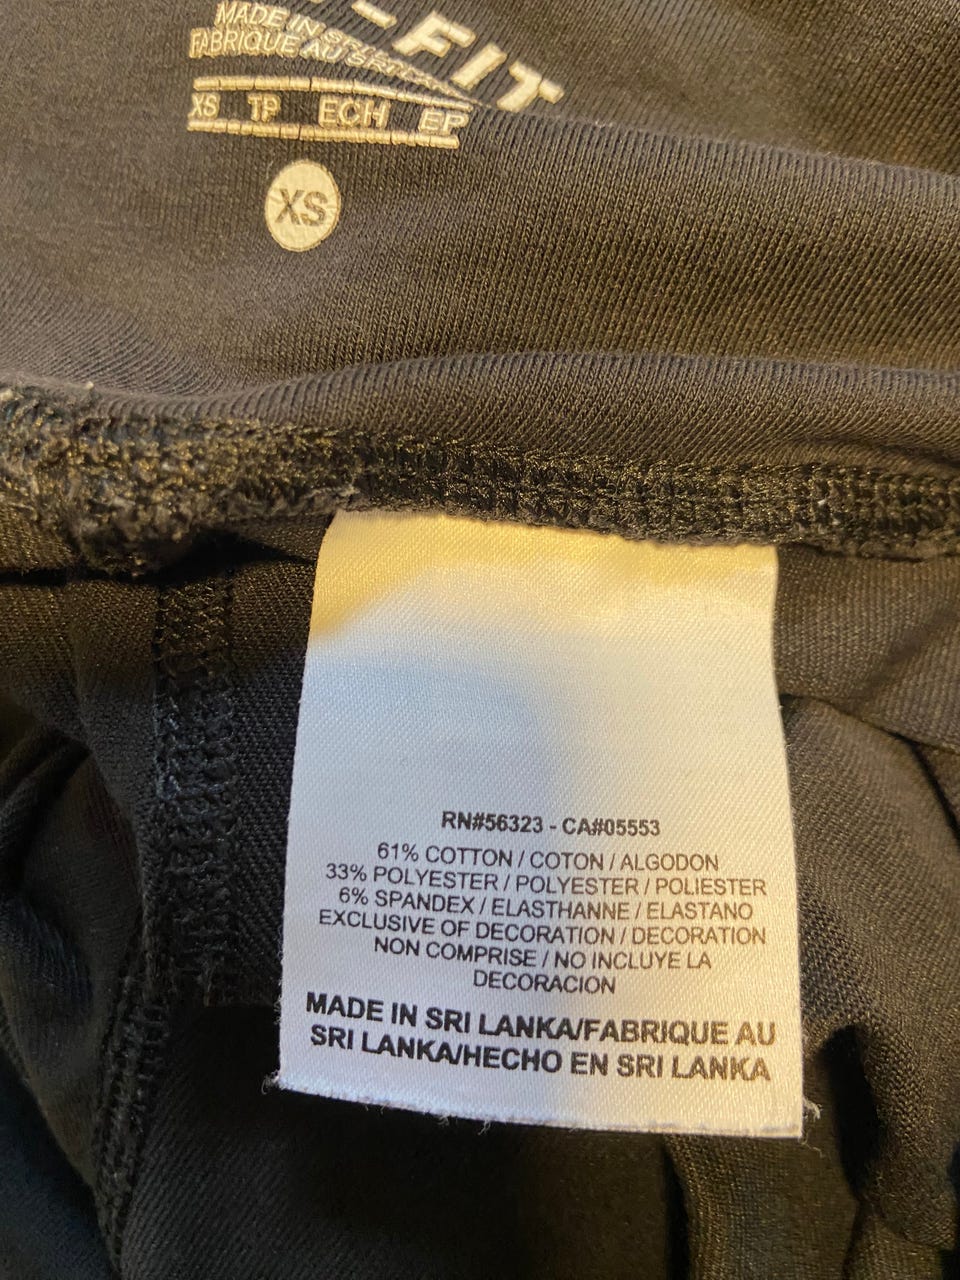 -FIT
MADE IN SRI
FABRIQUE AU SRI
XS TP ECH EP
XS
RN#56323 - CA#05553
61% COTTON / COTON / ALGODON
33% POLYESTER / POLYESTER / POLIESTER
6% SPANDEX / ELASTHANNE / ELASTANO
EXCLUSIVE OF DECORATION / DECORATION
NON COMPRISE / NO INCLUYE LA
DECORACION
MADE IN SRI LANKA/FABRIQUE AU
SRI LANKA/HECHO EN SRI LANKA